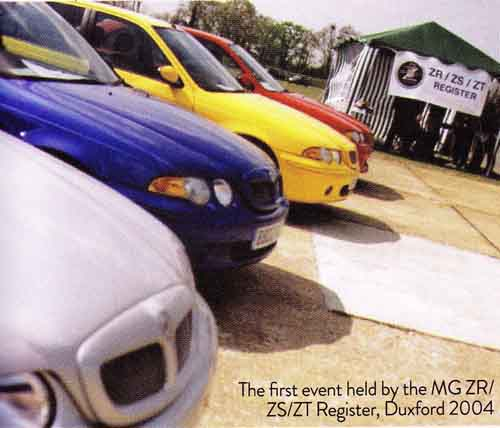 ZR / ZS / ZT
REGISTER
The first event held by the MG ZR/
ZS/ZT Register, Duxford 2004